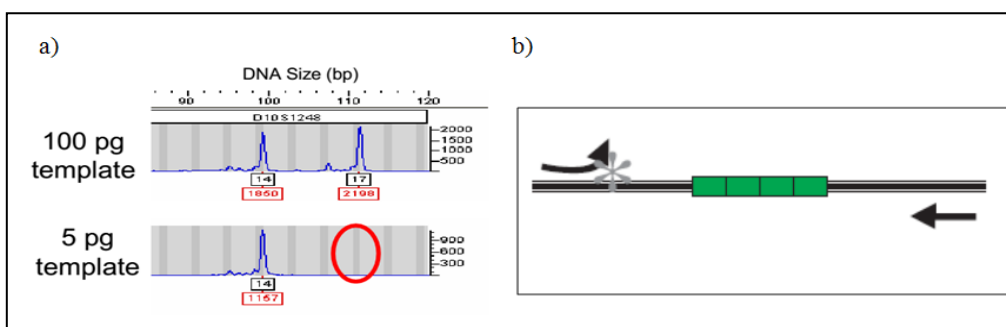 a)
b)
DNA Size (bp)
90 100 110 120
D10S1248
100 pg
template
2000
1500
1000
500
14 17
1850 2198
5 pg
template
900
600
300
14
1157